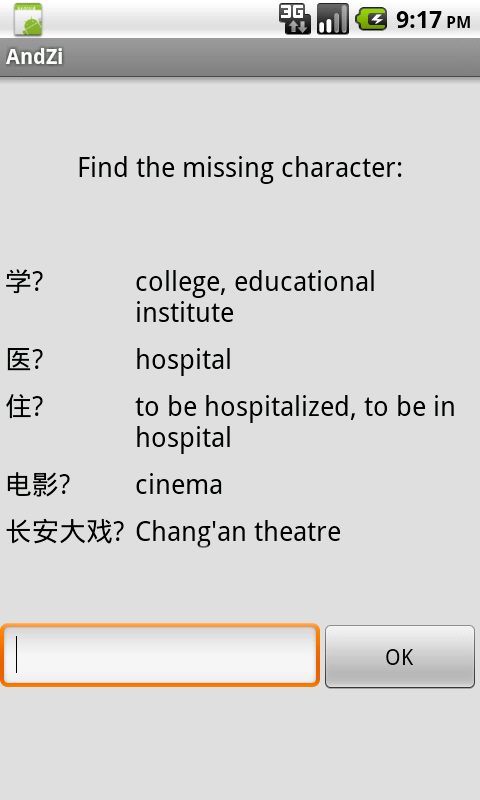 3G
9:17 PM
AndZi
Find the missing character:
学? college, educational
institute
医? hospital
住? to be hospitalized, to be in
hospital
电影? cinema
长安大戏? Chang'an theatre
OK